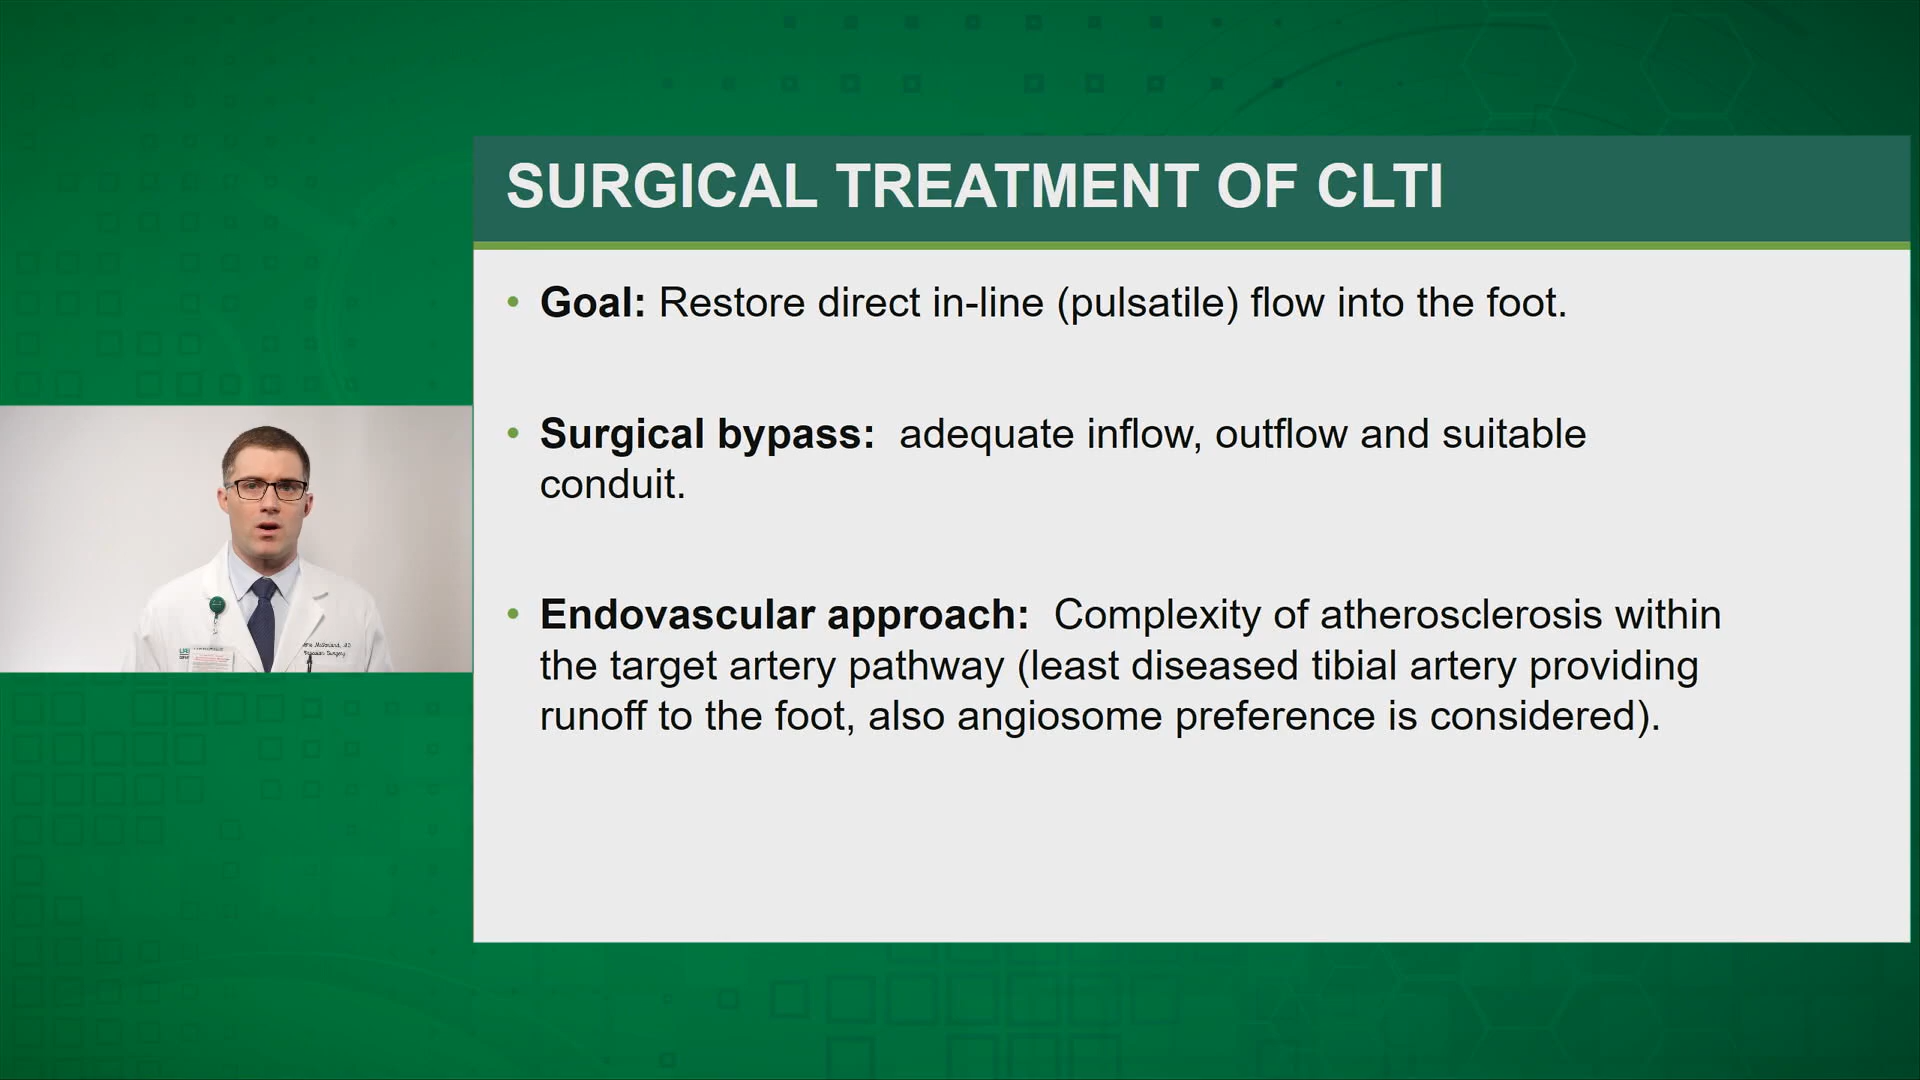 SURGICAL TREATMENT OF CLTI
• Goal: Restore direct in-line (pulsatile) flow into the foot.
• Surgical bypass: adequate inflow, outflow and suitable
conduit.
• Endovascular approach: Complexity of atherosclerosis within
the target artery pathway (least diseased tibial artery providing
runoff to the foot, also angiosome preference is considered).
Vascular Surgery